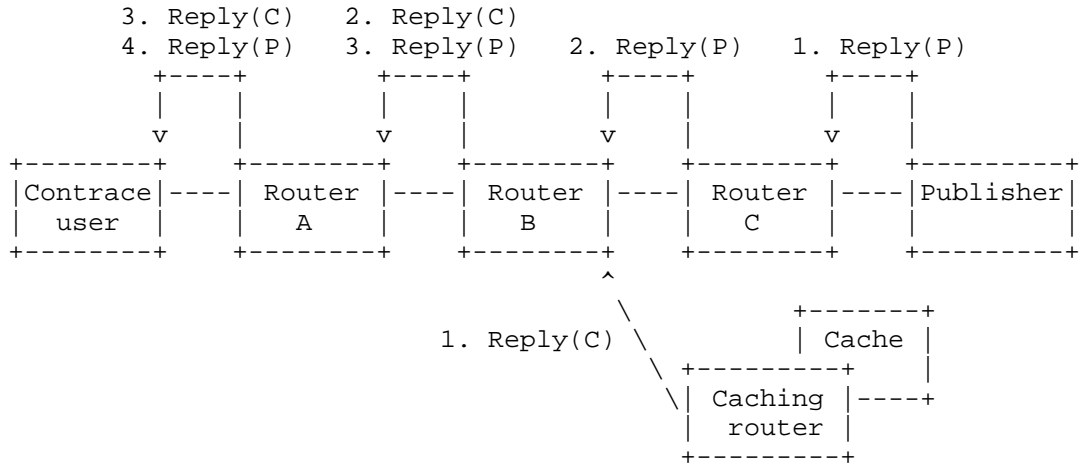 3. Reply(C) 2. Reply(C)
4. Reply(P) 3. Reply(P) 2. Reply(P) 1. Reply(P)
Contrace Router Router Router Publisher
user A B C
1. Reply(C) Cache
Caching
router